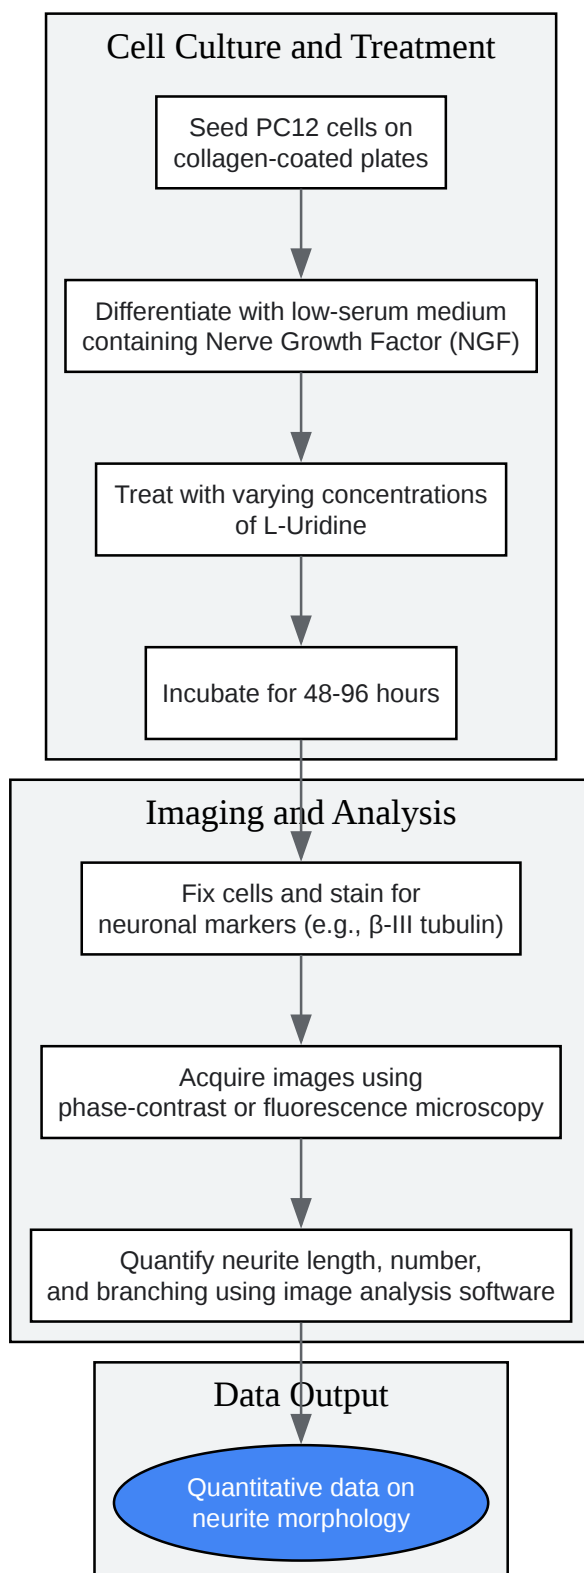 Cell Culture and Treatment
Seed PC12 cells on
collagen-coated plates
Differentiate with low-serum medium
containing Nerve Growth Factor (NGF)
Treat with varying concentrations
of L-Uridine
Incubate for 48-96 hours
Imaging and Analysis
Fix cells and stain for
neuronal markers (e.g., β-III tubulin)
Acquire images using
phase-contrast or fluorescence microscopy
Quantify neurite length, number,
and branching using image analysis software
Data Output
Quantitative data on
neurite morphology